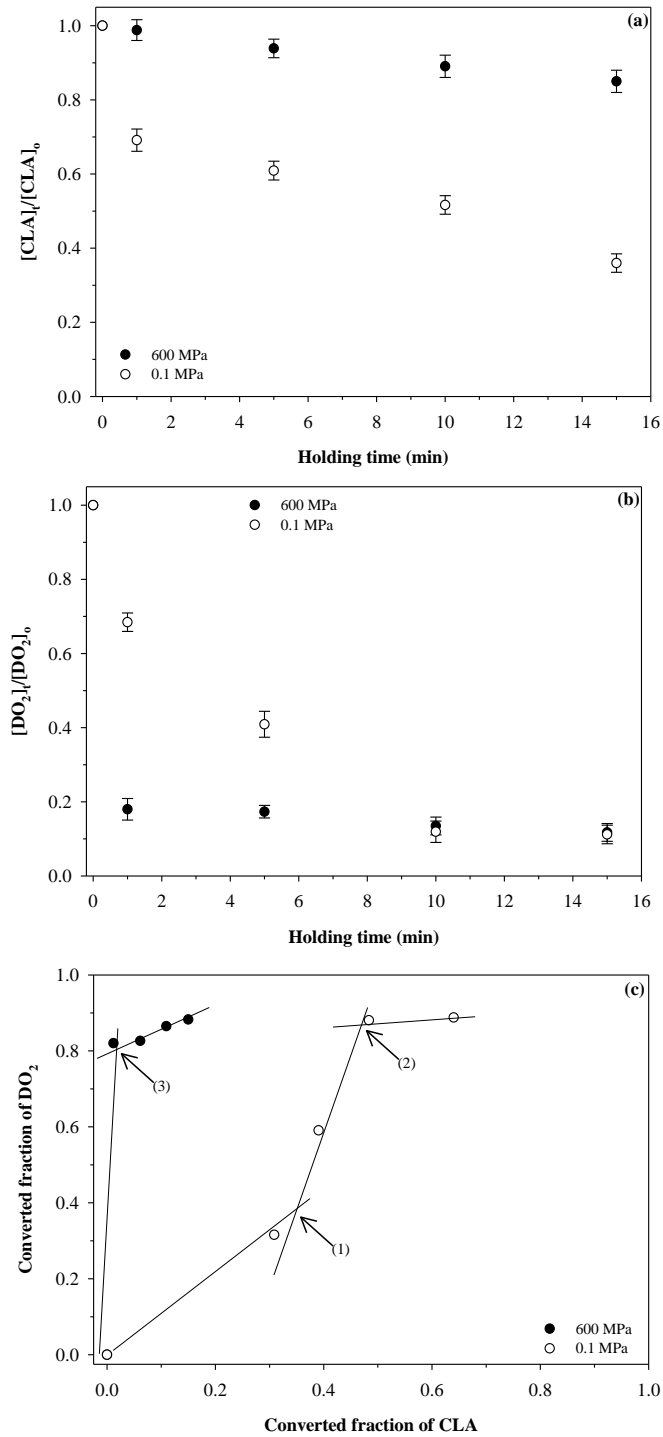 (a)
1.0
0.8
0.6
0.4
0.2
0.0
[CLA]t/[CLA]o
600 MPa
0.1 MPa
0 2 4 6 8 10 12 14 16
Holding time (min)
(b)
1.0
0.8
0.6
0.4
0.2
0.0
[DO2]t/[DO2]o
600 MPa
0.1 MPa
0 2 4 6 8 10 12 14 16
Holding time (min)
(c)
1.0
0.8
0.6
0.4
0.2
0.0
Converted fraction of DO2
(3)
(2)
(1)
600 MPa
0.1 MPa
0.0 0.2 0.4 0.6 0.8 1.0
Converted fraction of CLA